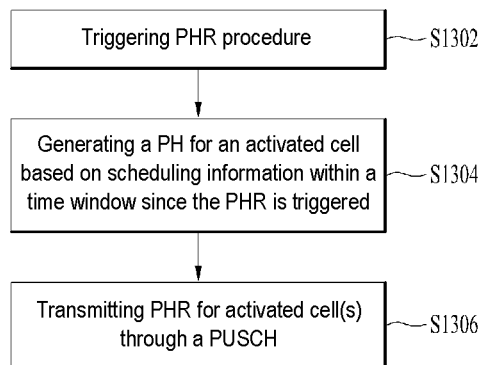 Triggering PHR procedure
S1302
Generating a PH for an activated cell
based on scheduling information within a
time window since the PHR is triggered
S1304
Transmitting PHR for activated cell(s)
through a PUSCH
S1306